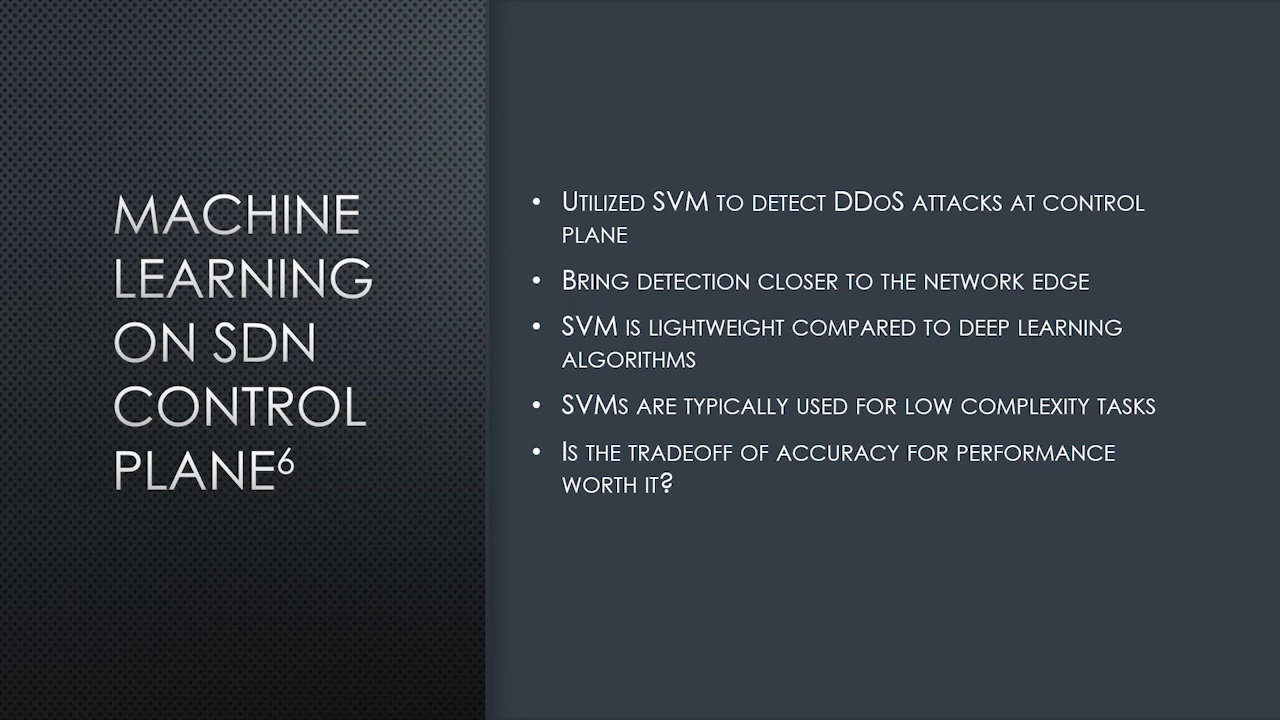 MACHINE
LEARNING
ON SDN
CONTROL
PLANE⁶
• Utilized SVM to detect DDoS attacks at control
plane
• Bring detection closer to the network edge
• SVM is lightweight compared to deep learning
algorithms
• SVMs are typically used for low complexity tasks
• Is the tradeoff of accuracy for performance
worth it?